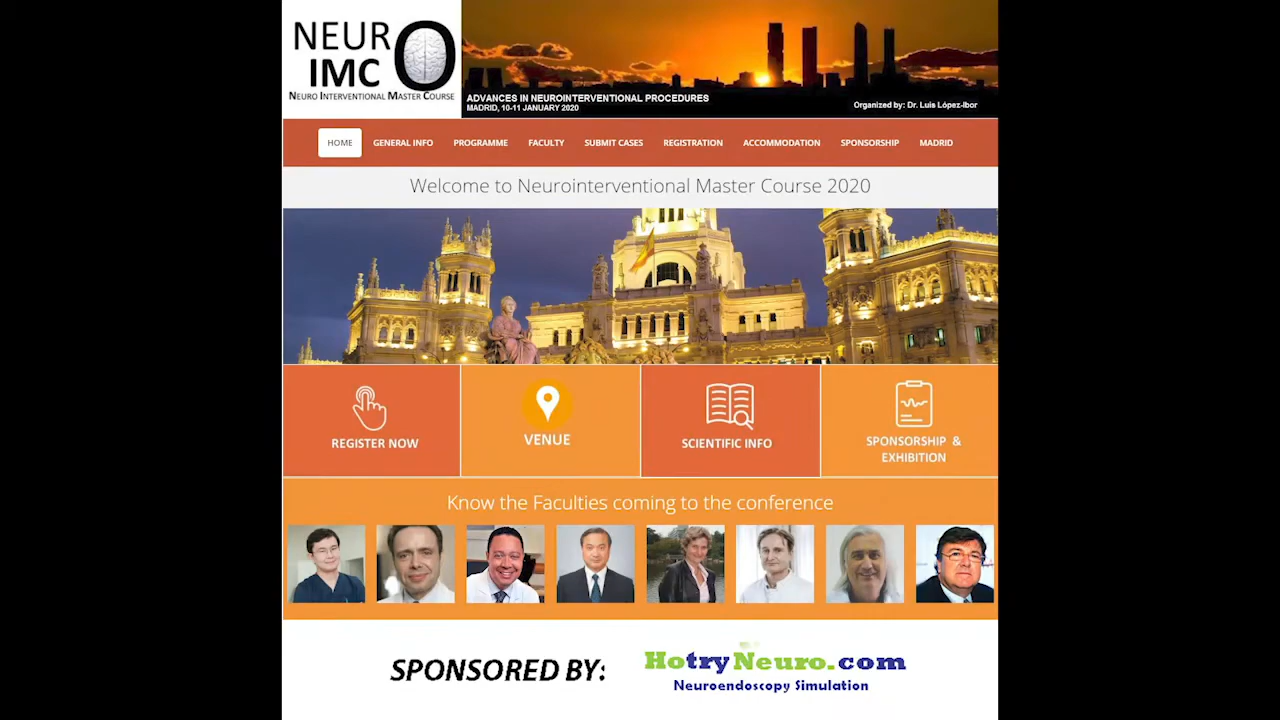 NEURO
IMC
NEURO INTERVENTIONAL MASTER COURSE
ADVANCES IN NEUROINTERVENTIONAL PROCEDURES
MADRID, 10-11 JANUARY 2020
Organized by: Dr. Luis López-Ibor
HOME GENERAL INFO PROGRAMME FACULTY SUBMIT CASES REGISTRATION ACCOMMODATION SPONSORSHIP MADRID
Welcome to Neurointerventional Master Course 2020
REGISTER NOW
VENUE
SCIENTIFIC INFO
SPONSORSHIP &
EXHIBITION
Know the Faculties coming to the conference
SPONSORED BY:
HotryNeuro.com
Neuroendoscopy Simulation